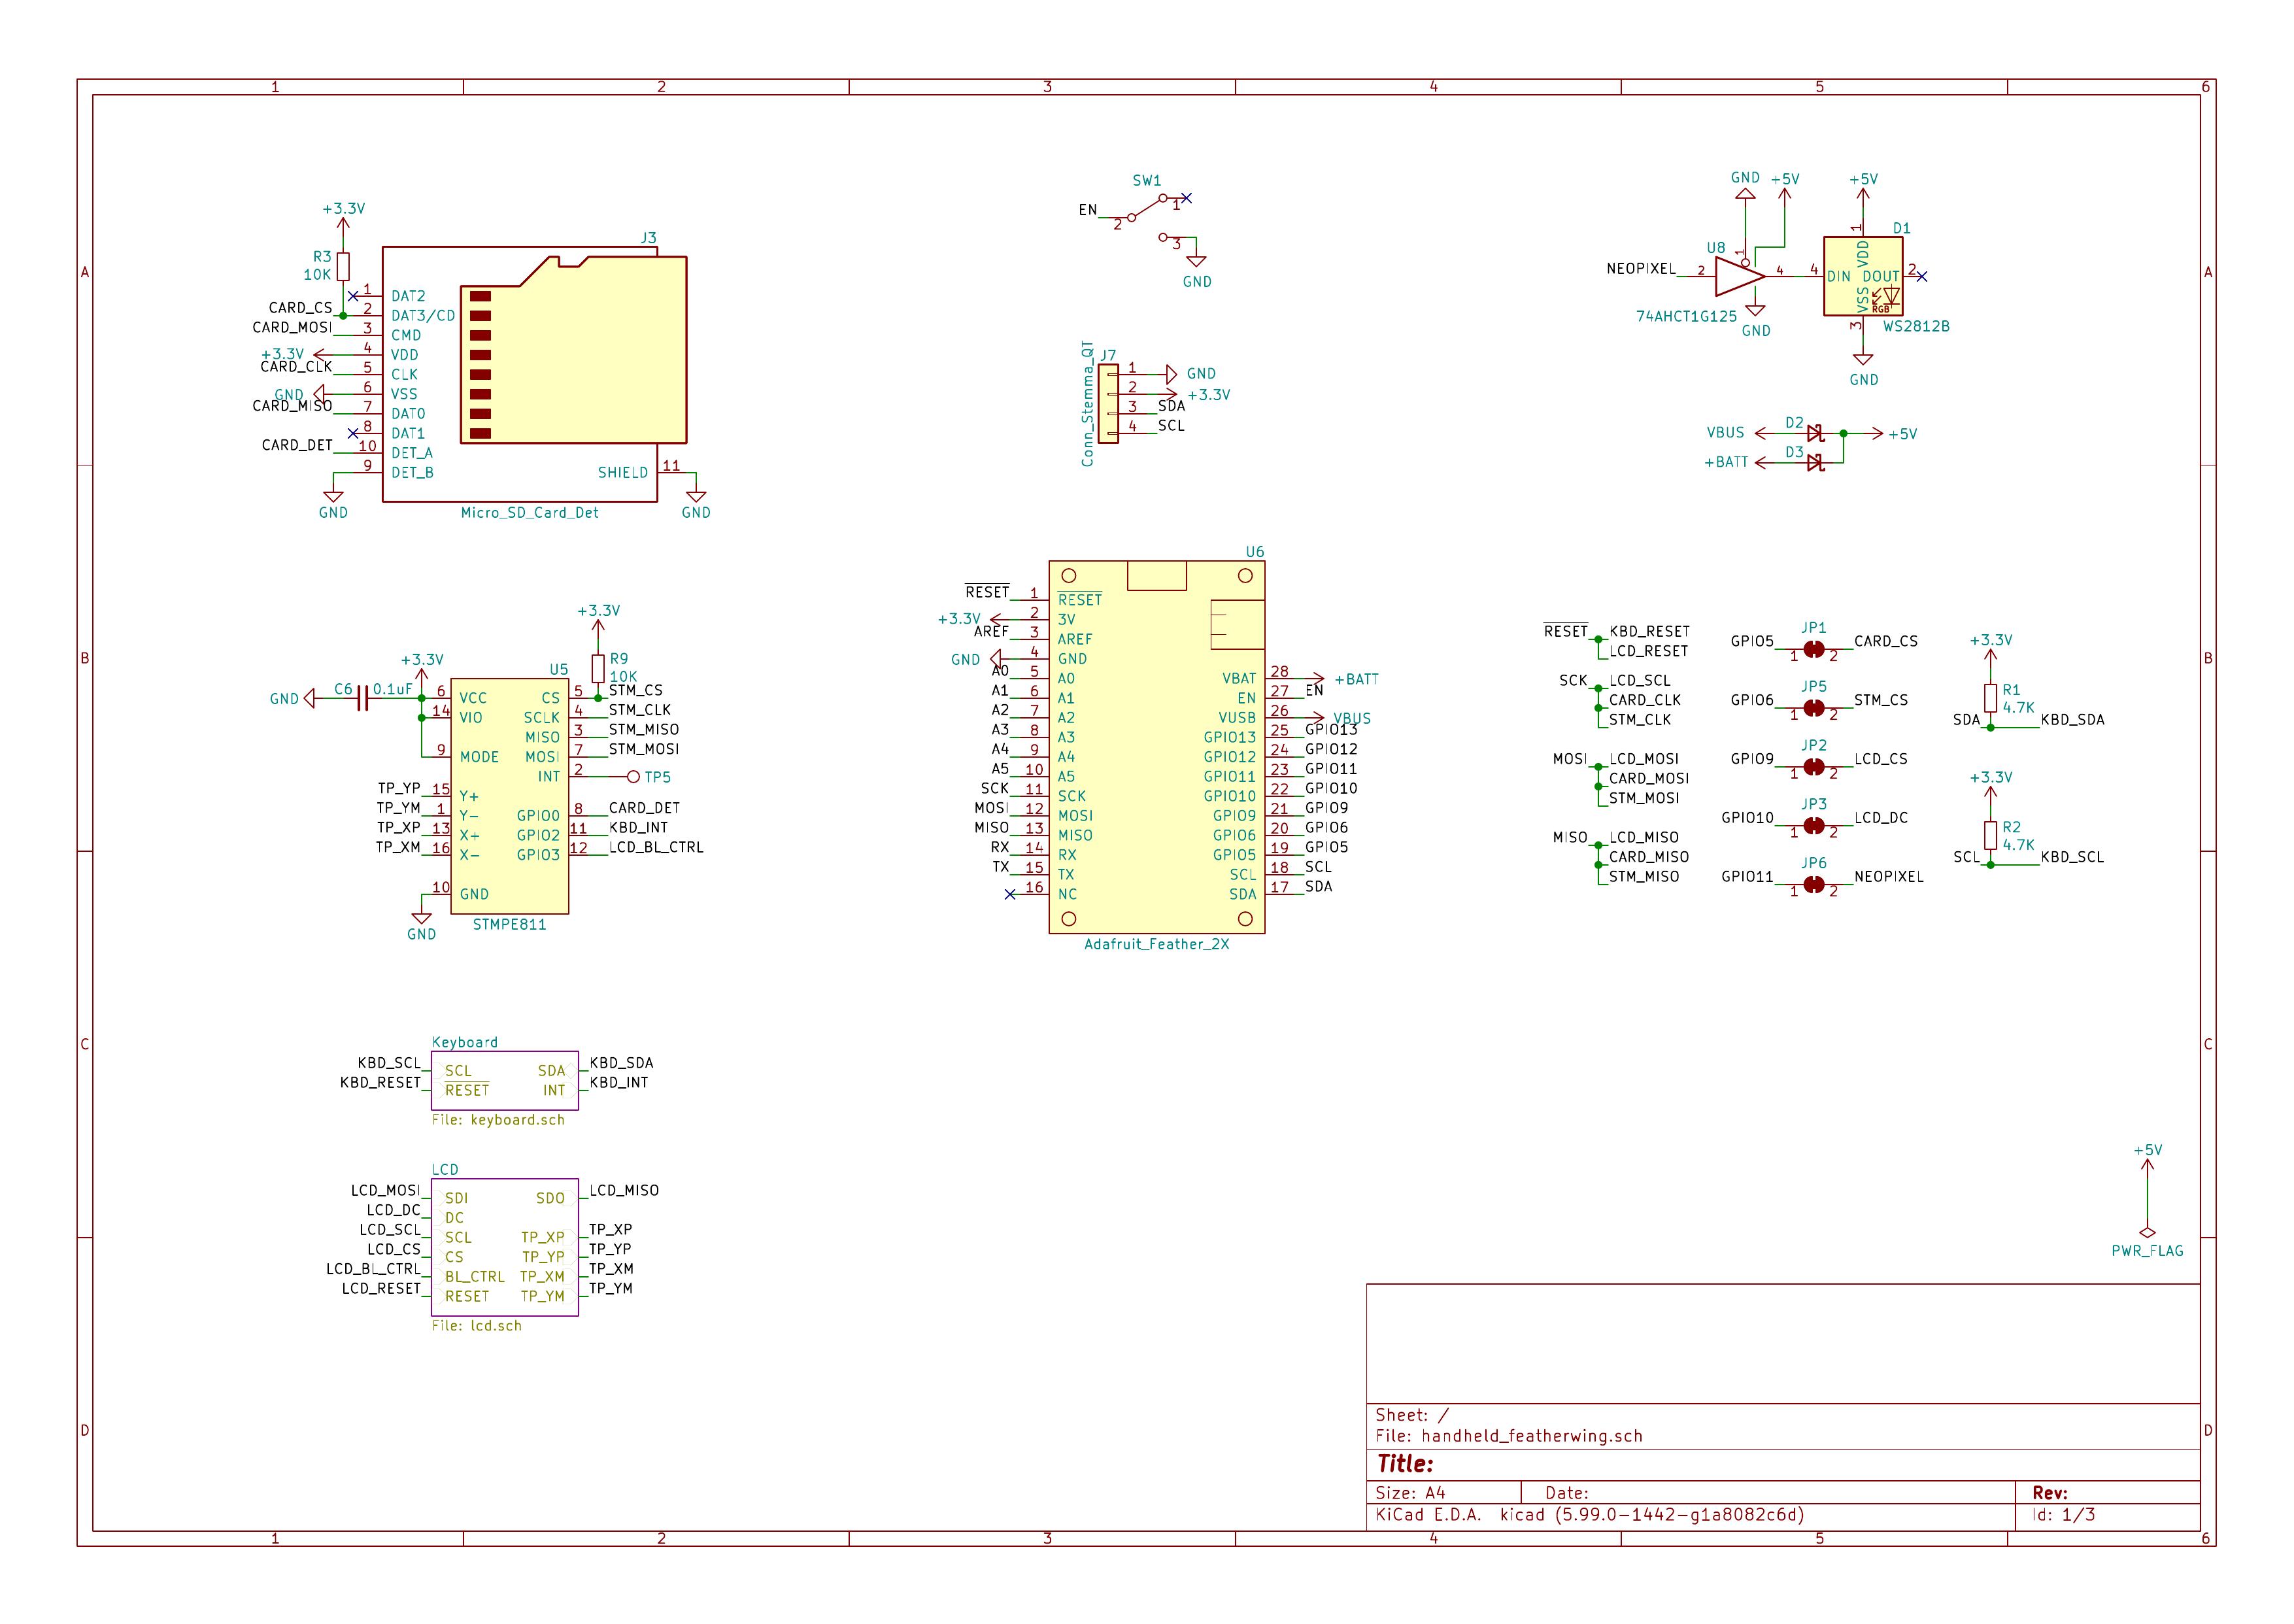 1 2 3 4 5 6
A
B
C
D
A
B
C
D
+3.3V
R3
10K
J3
CARD_CS
CARD_MOSI
+3.3V
CARD_CLK
GND
CARD_MISO
CARD_DET
1 DAT2
2 DAT3/CD
3 CMD
4 VDD
5 CLK
6 VSS
7 DAT0
8 DAT1
10 DET_A
9 DET_B
SHIELD 11
GND
Micro_SD_Card_Det
GND
SW1
EN
2
1
3
GND
J7
Conn_Stemma_QT
1 GND
2 +3.3V
3 SDA
4 SCL
GND +5V
+5V
U8
NEOPIXEL
2
1
4
74AHCT1G125
GND
D1
1
VDD
4 DIN
DOUT 2
VSS
RGB
3
WS2812B
GND
VBUS
D2
+5V
+BATT
D3
+3.3V
R9
10K
+3.3V
GND
C6
0.1uF
U5
6 VCC
14 VIO
9 MODE
TP_YP 15 Y+
TP_YM 1 Y-
TP_XP 13 X+
TP_XM 16 X-
10 GND
GND
CS 5 STM_CS
SCLK 4 STM_CLK
MISO 3 STM_MISO
MOSI 7 STM_MOSI
INT 2 TP5
GPIO0 8 CARD_DET
GPIO2 11 KBD_INT
GPIO3 12 LCD_BL_CTRL
STMPE811
U6
RESET 1 RESET
+3.3V 2 3V
AREF 3 AREF
GND 4 GND
A0 5 A0
A1 6 A1
A2 7 A2
A3 8 A3
A4 9 A4
A5 10 A5
SCK 11 SCK
MOSI 12 MOSI
MISO 13 MISO
RX 14 RX
TX 15 TX
16 NC
VBAT 28 +BATT
EN 27 EN
VUSB 26 VBUS
GPIO13 25 GPIO13
GPIO12 24 GPIO12
GPIO11 23 GPIO11
GPIO10 22 GPIO10
GPIO9 21 GPIO9
GPIO6 20 GPIO6
GPIO5 19 GPIO5
SCL 18 SCL
SDA 17 SDA
Adafruit_Feather_2X
RESET KBD_RESET
LCD_RESET
SCK LCD_SCL
CARD_CLK
STM_CLK
MOSI LCD_MOSI
CARD_MOSI
STM_MOSI
MISO LCD_MISO
CARD_MISO
STM_MISO
JP1
GPIO5 1 2 CARD_CS
JP5
GPIO6 1 2 STM_CS
JP2
GPIO9 1 2 LCD_CS
JP3
GPIO10 1 2 LCD_DC
JP6
GPIO11 1 2 NEOPIXEL
+3.3V
R1
4.7K
SDA KBD_SDA
+3.3V
R2
4.7K
SCL KBD_SCL
Keyboard
KBD_SCL SCL SDA KBD_SDA
KBD_RESET RESET INT KBD_INT
File: keyboard.sch
LCD
LCD_MOSI SDI SDO LCD_MISO
LCD_DC DC
LCD_SCL SCL TP_XP TP_XP
LCD_CS CS TP_YP TP_YP
LCD_BL_CTRL BL_CTRL TP_XM TP_XM
LCD_RESET RESET TP_YM TP_YM
File: lcd.sch
+5V
PWR_FLAG
Sheet: /
File: handheld_featherwing.sch
Title:
Size: A4 Date: Rev:
KiCad E.D.A. kicad (5.99.0-1442-g1a8082c6d) Id: 1/3
1 2 3 4 5 6